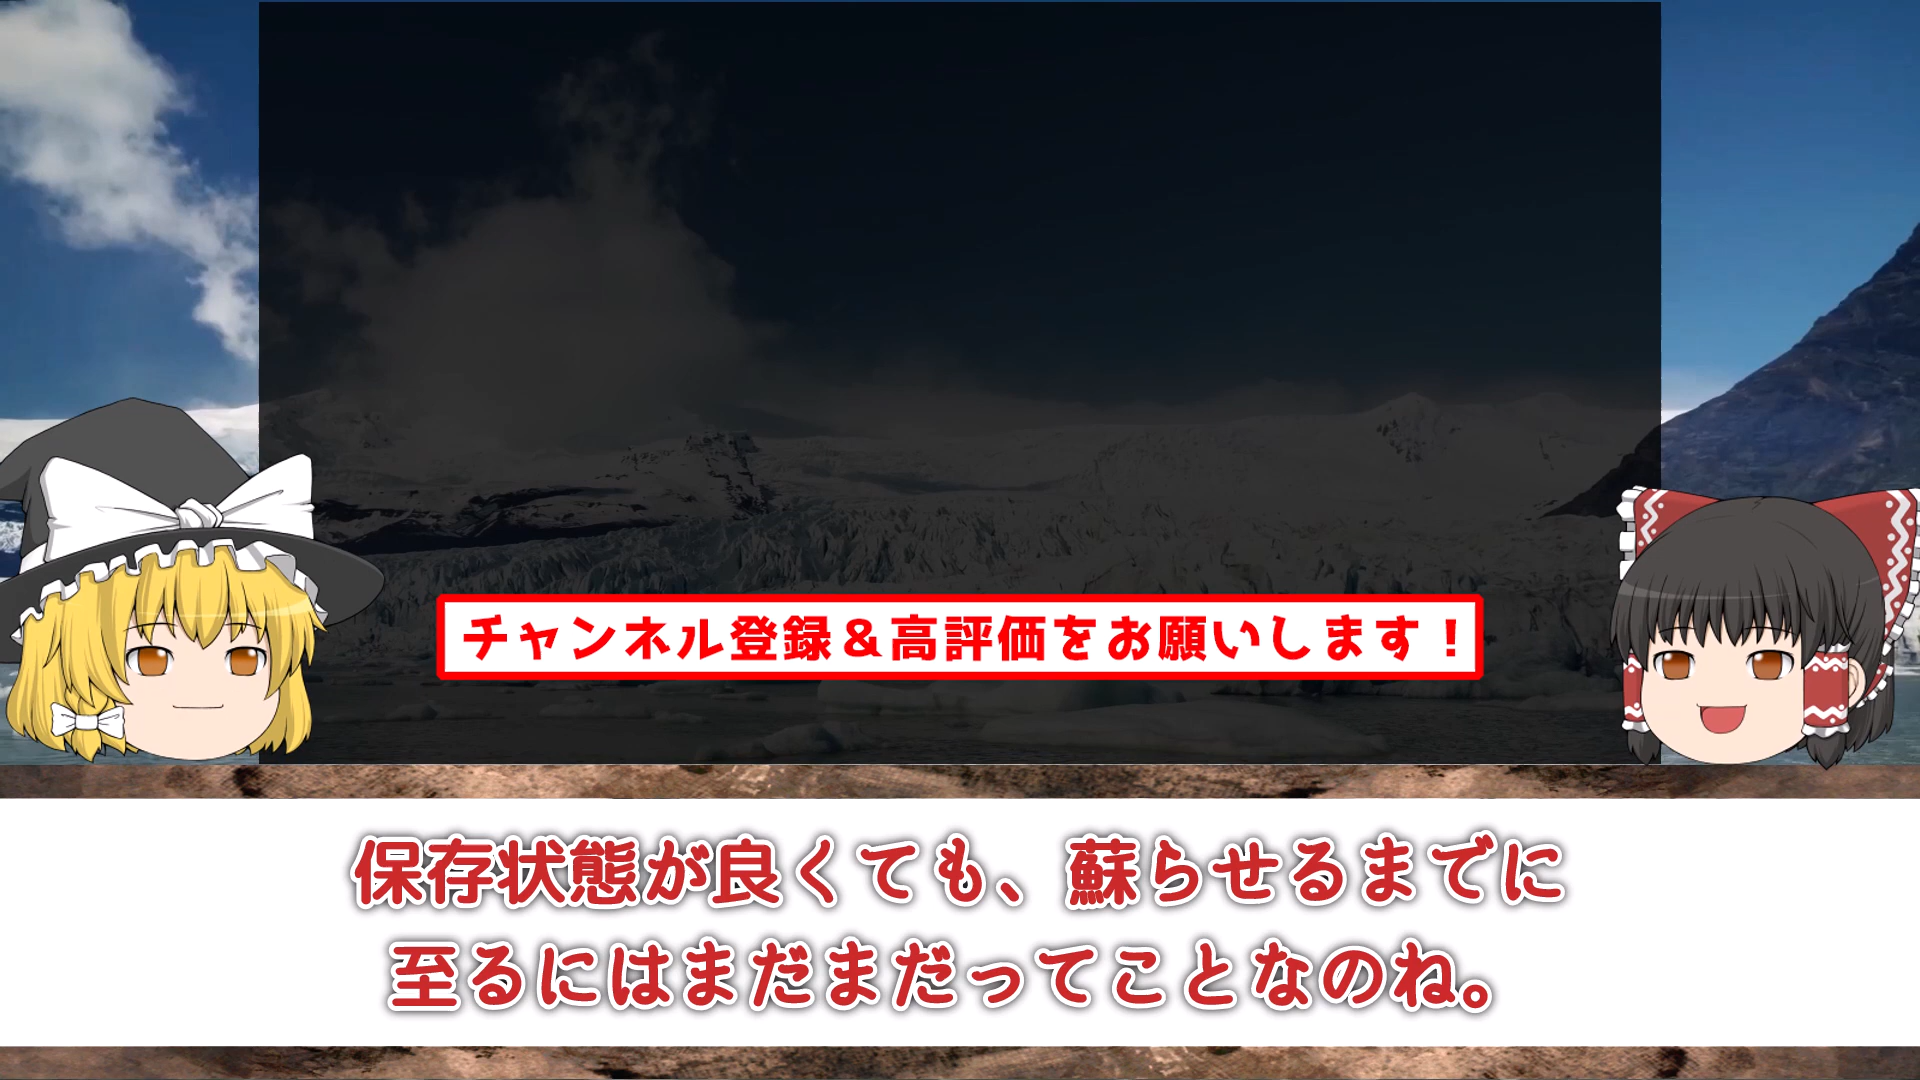 チャンネル登録＆高評価をお願いします！
保存状態が良くても、蘇らせるまでに
至るにはまだまだってことなのね。